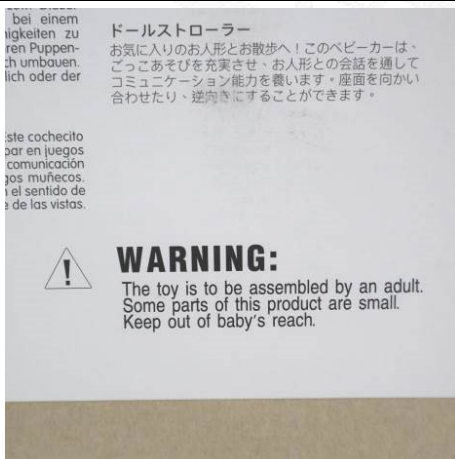 bei einem
igkeiten zu
ren Puppen-
ch umbauen.
lich oder der
ste cochecito
par en juegos
comunicación
gos muñecos.
n el sentido de
e de las vistas.
ドールストローラー
お気に入りのお人形とお散歩へ！このベビーカーは、
ごっこあそびを充実させ、お人形との会話を通して
コミュニケーション能力を養います。座面を向かい
合わせたり、逆向きにすることができます。
WARNING:
The toy is to be assembled by an adult.
Some parts of this product are small.
Keep out of baby's reach.